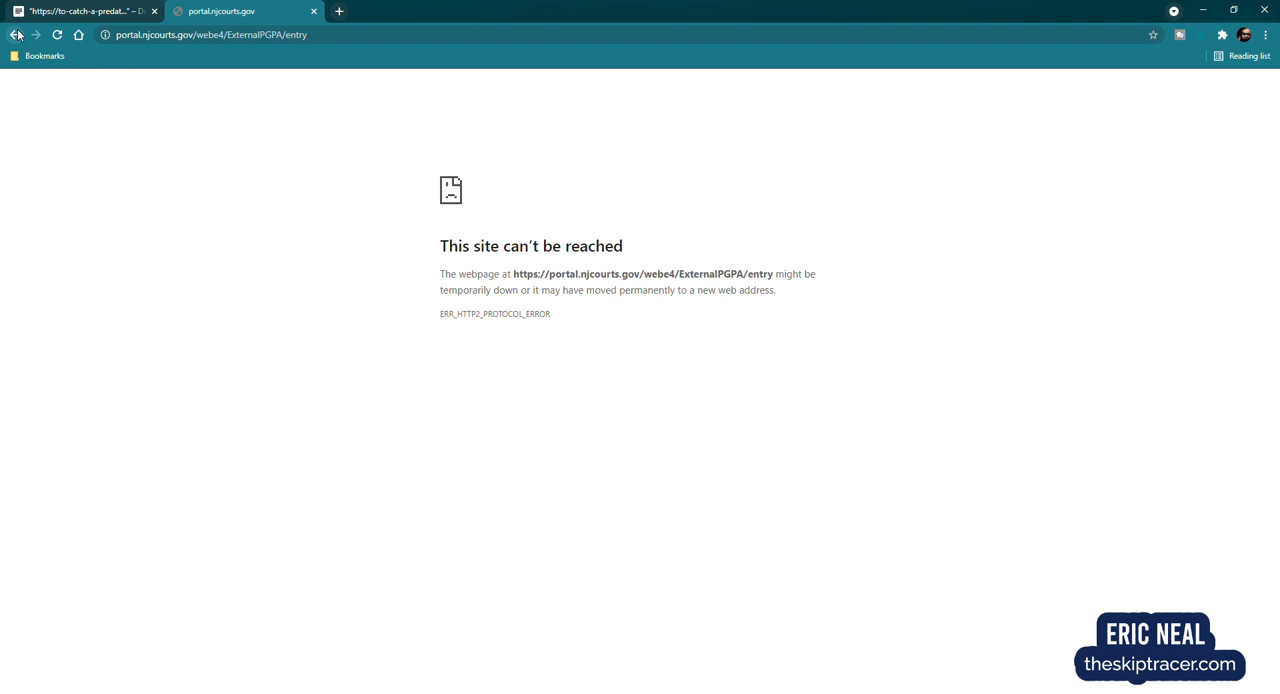 "https://to-catch-a-predat..." – D
portal.njcourts.gov
portal.njcourts.gov/webe4/ExternalPGPA/entry
Bookmarks
Reading list
This site can't be reached
The webpage at https://portal.njcourts.gov/webe4/ExternalPGPA/entry might be
temporarily down or it may have moved permanently to a new web address.
ERR_HTTP2_PROTOCOL_ERROR
ERIC NEAL
theskiptracer.com